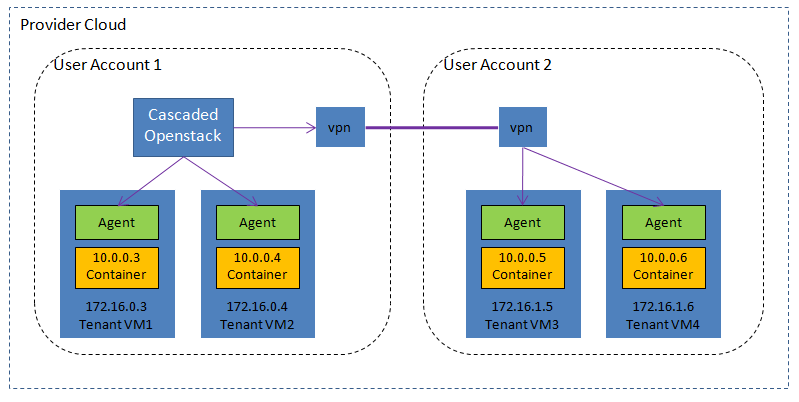 Provider Cloud
User Account 1
User Account 2
Cascaded
Openstack
vpn
vpn
Agent
10.0.0.3
Container
172.16.0.3
Tenant VM1
Agent
10.0.0.4
Container
172.16.0.4
Tenant VM2
Agent
10.0.0.5
Container
172.16.1.5
Tenant VM3
Agent
10.0.0.6
Container
172.16.1.6
Tenant VM4